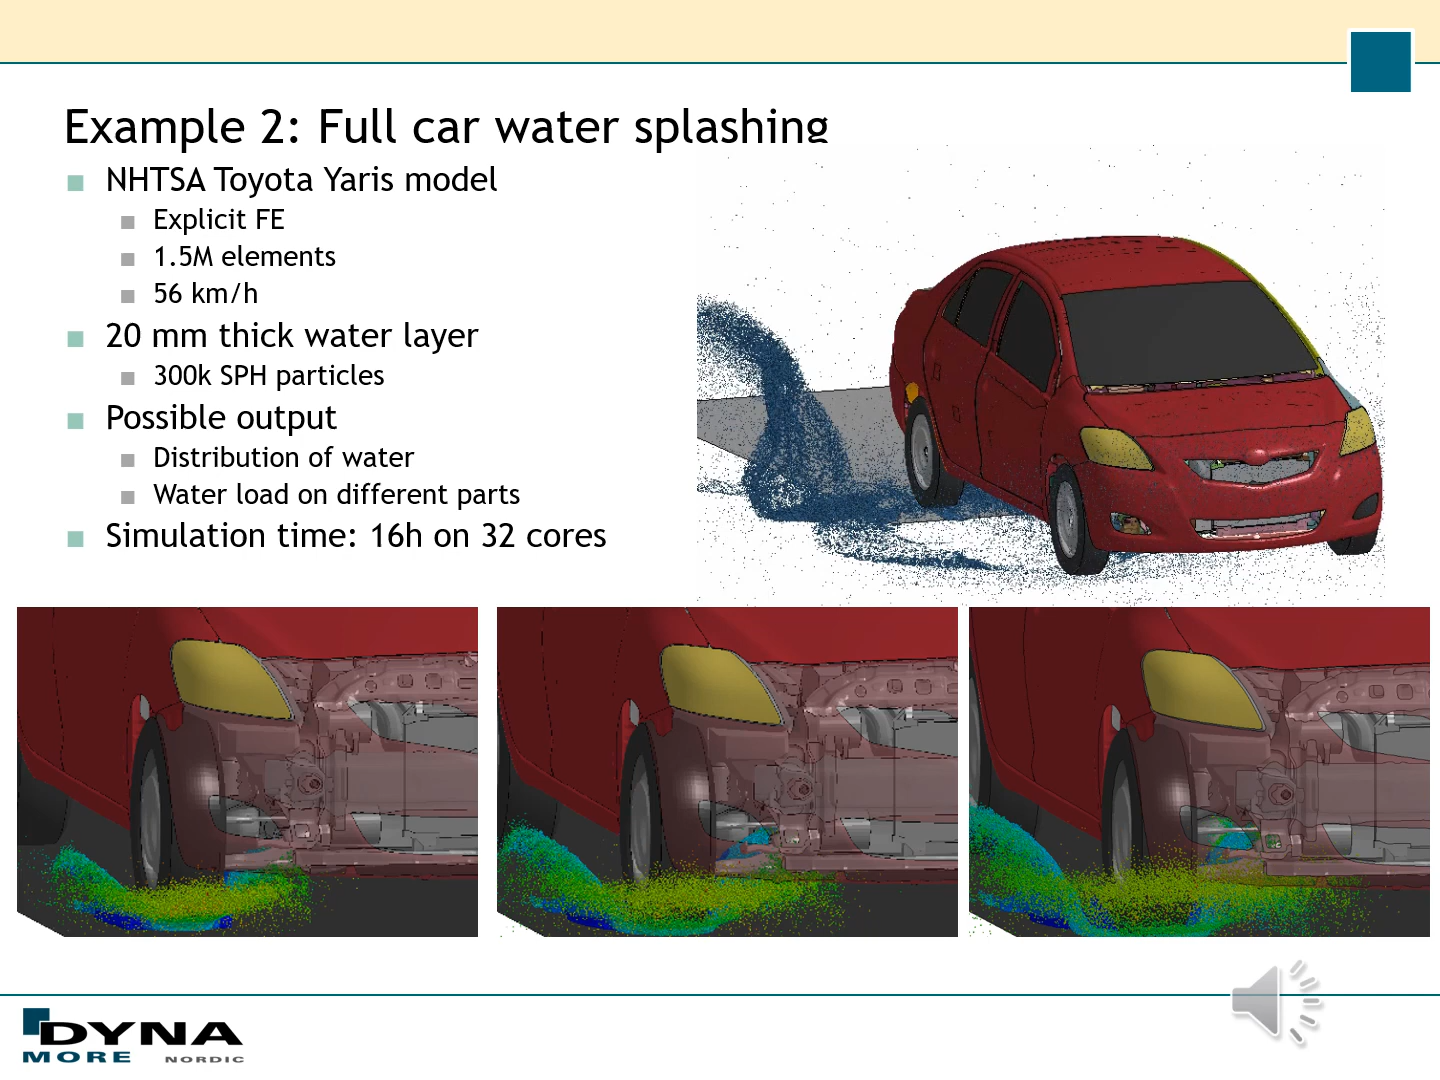 Example 2: Full car water splashing
NHTSA Toyota Yaris model
Explicit FE
1.5M elements
56 km/h
20 mm thick water layer
300k SPH particles
Possible output
Distribution of water
Water load on different parts
Simulation time: 16h on 32 cores
DYNA
MORE NORDIC